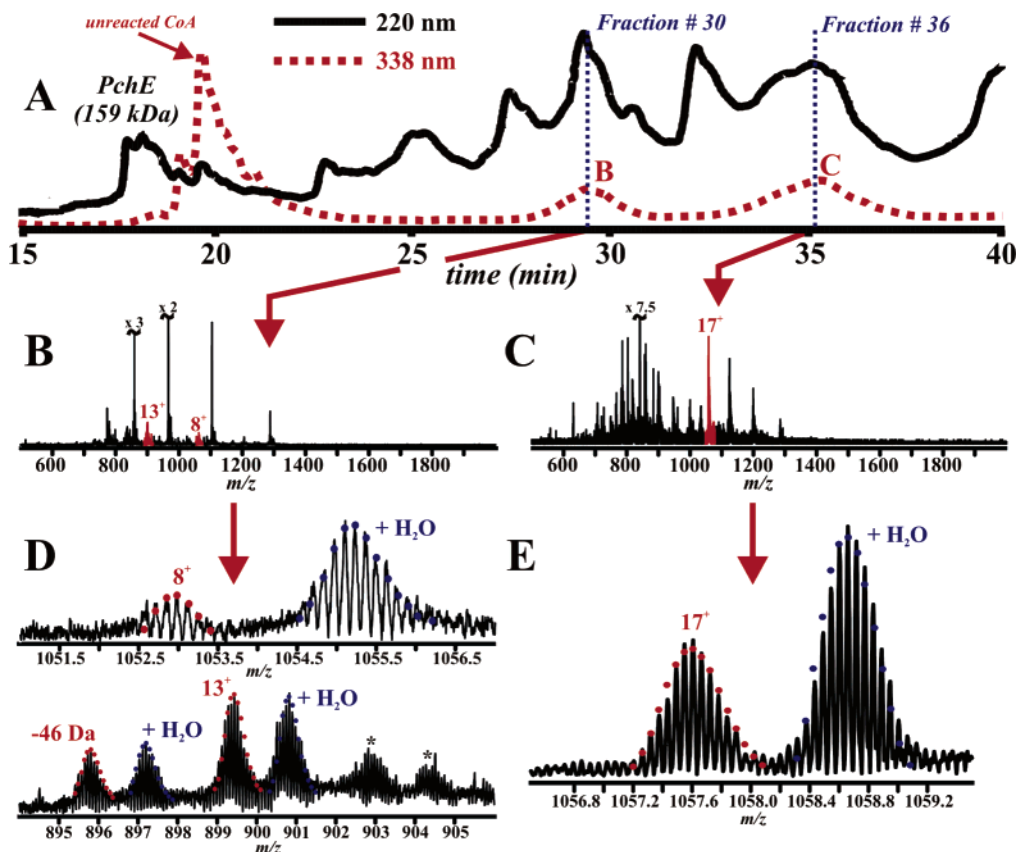 unreacted CoA
220 nm
338 nm
Fraction # 30
Fraction # 36
A
PchE
(159 kDa)
B
C
15
20
25
30
35
40
time (min)
B
x 3
x 2
13+
8+
600
800
1000
1200
1400
1600
1800
m/z
C
x 7.5
17+
600
800
1000
1200
1400
1600
1800
m/z
D
8+
+ H2O
1051.5
1052.5
1053.5
1054.5
1055.5
1056.5
m/z
-46 Da
+ H2O
13+
+ H2O
*
*
895
896
897
898
899
900
901
902
903
904
905
m/z
E
17+
+ H2O
1056.8
1057.2
1057.6
1058.0
1058.4
1058.8
1059.2
m/z